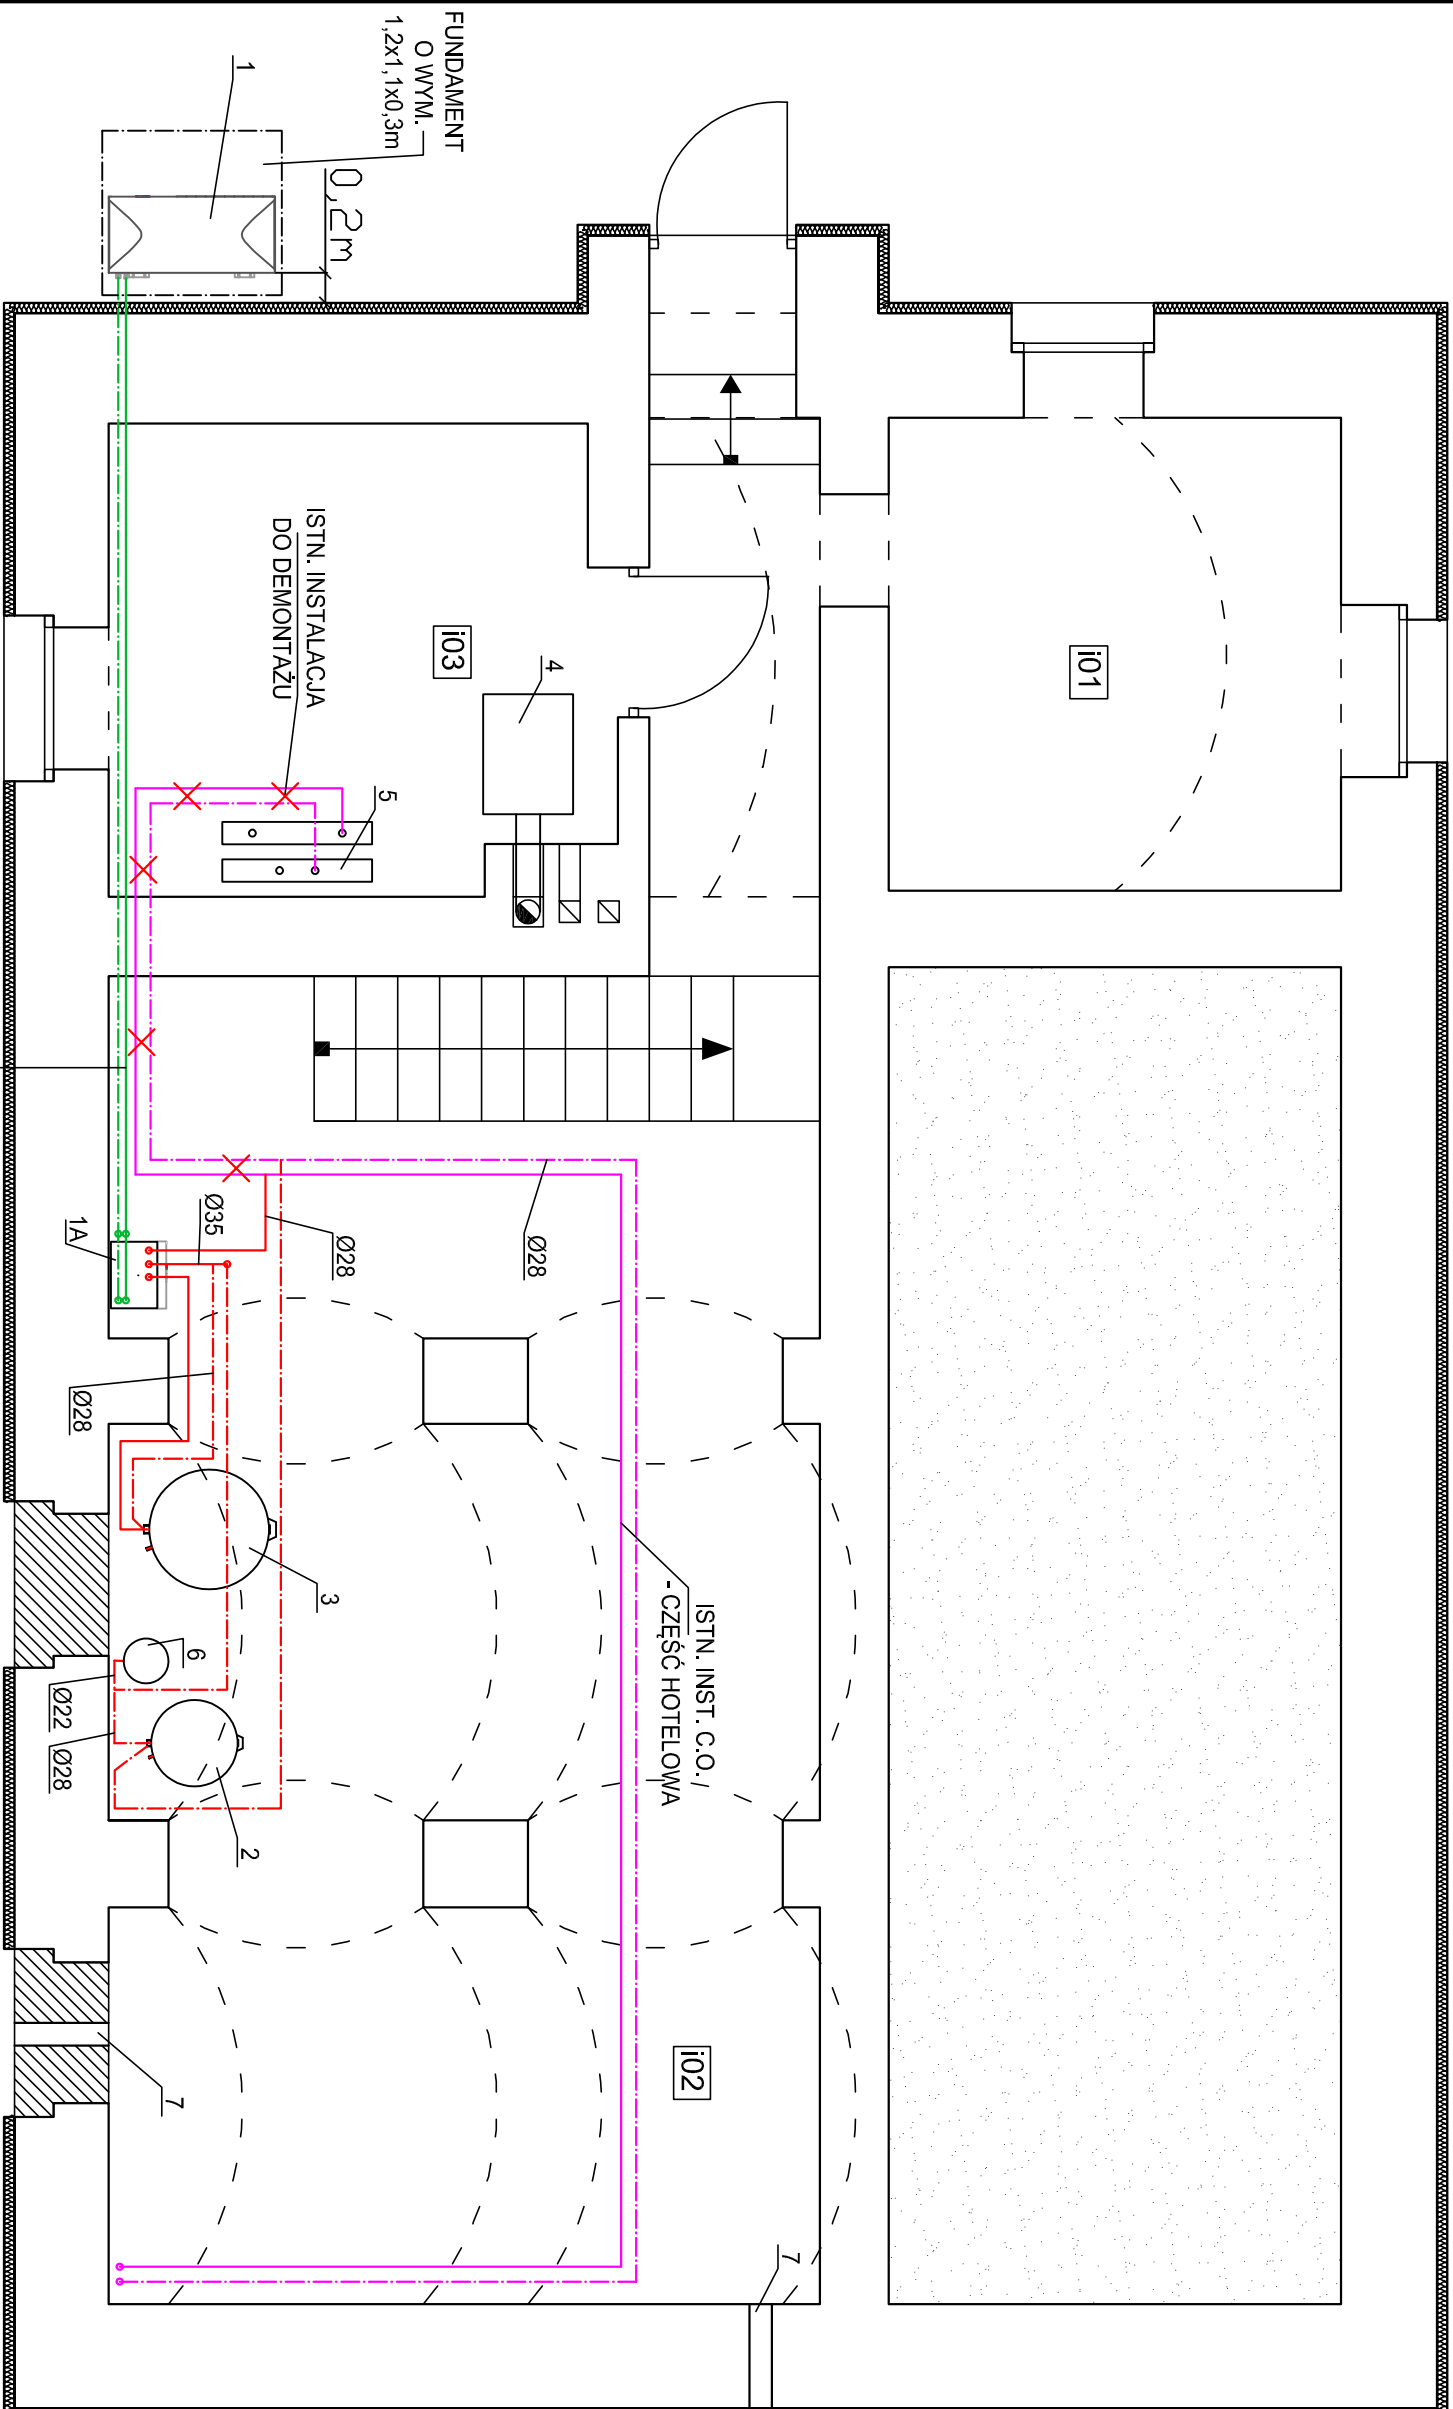 FUNDAMENT
O WYM.
1,2x1,1x0,3m
1
0,2m
i01
i03
4
ISTN. INSTALACJA
DO DEMONTAŻU
5
Ø28
Ø28
Ø35
1A
Ø28
3
ISTN. INST. C.O.
- CZĘŚĆ HOTELOWA
6
Ø22
Ø28
2
i02
7
7